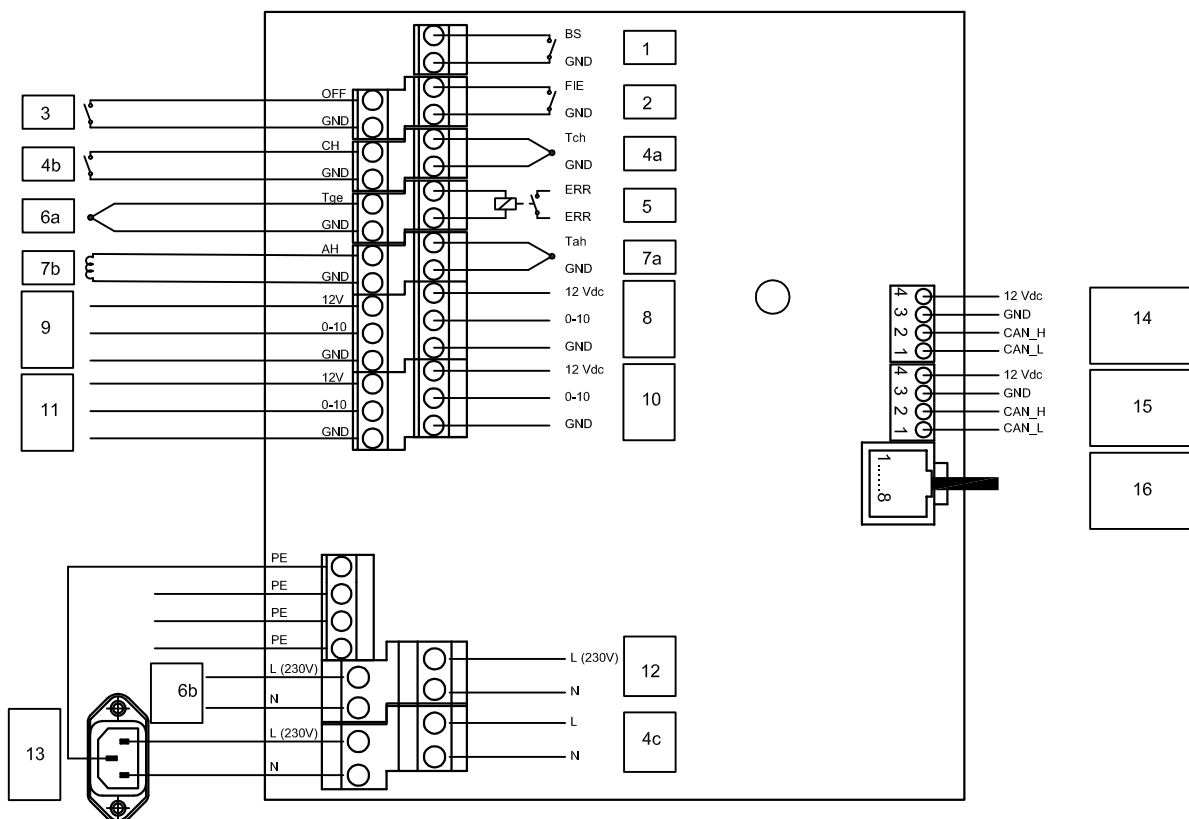 BS
GND
1
FIE
GND
2
OFF
GND
3
Tch
GND
4a
CH
GND
4b
ERR
ERR
5
Tge
GND
6a
Tah
GND
7a
AH
GND
7b
12 Vdc
0-10
GND
8
12V
0-10
GND
9
12 Vdc
0-10
GND
10
12V
0-10
GND
11
4
3
2
1
12 Vdc
GND
CAN_H
CAN_L
14
4
3
2
1
12 Vdc
GND
CAN_H
CAN_L
15
1......8
16
PE
PE
PE
PE
L (230V)
N
6b
L (230V)
N
12
L (230V)
N
13
L
N
4c